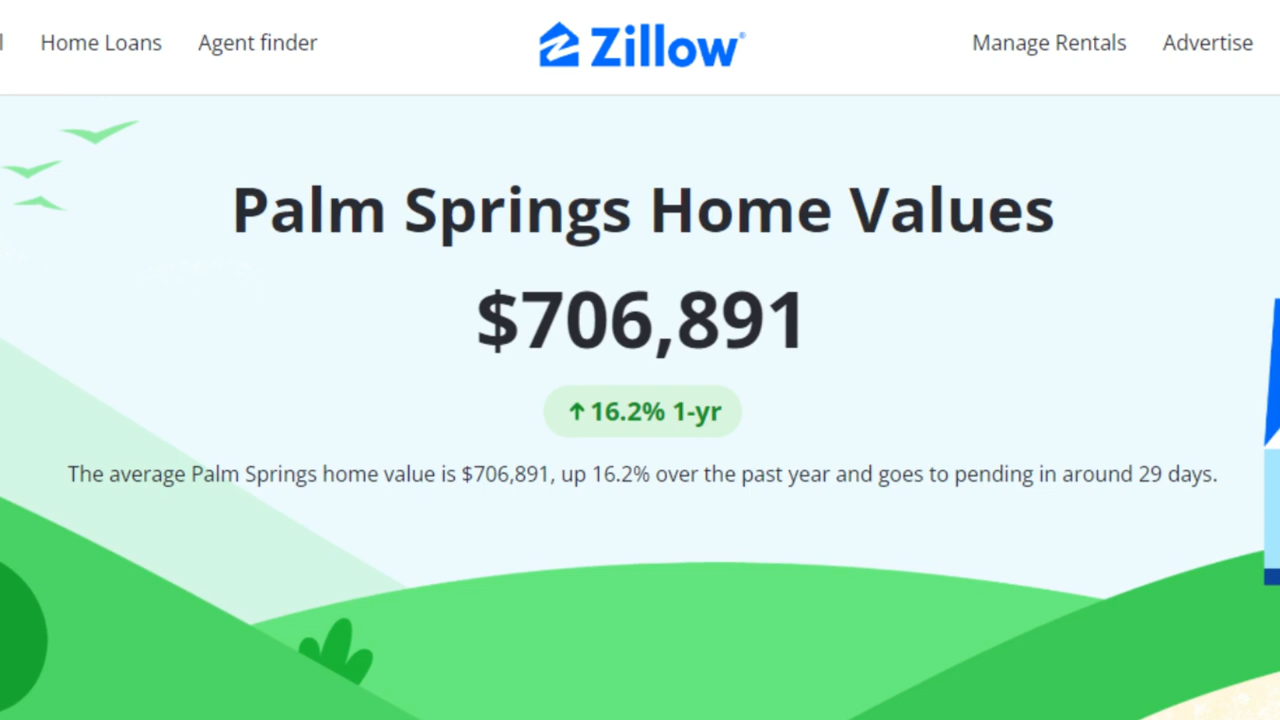 Home Loans Agent finder Zillow® Manage Rentals Advertise
Palm Springs Home Values
$706,891
↑ 16.2% 1-yr
The average Palm Springs home value is $706,891, up 16.2% over the past year and goes to pending in around 29 days.